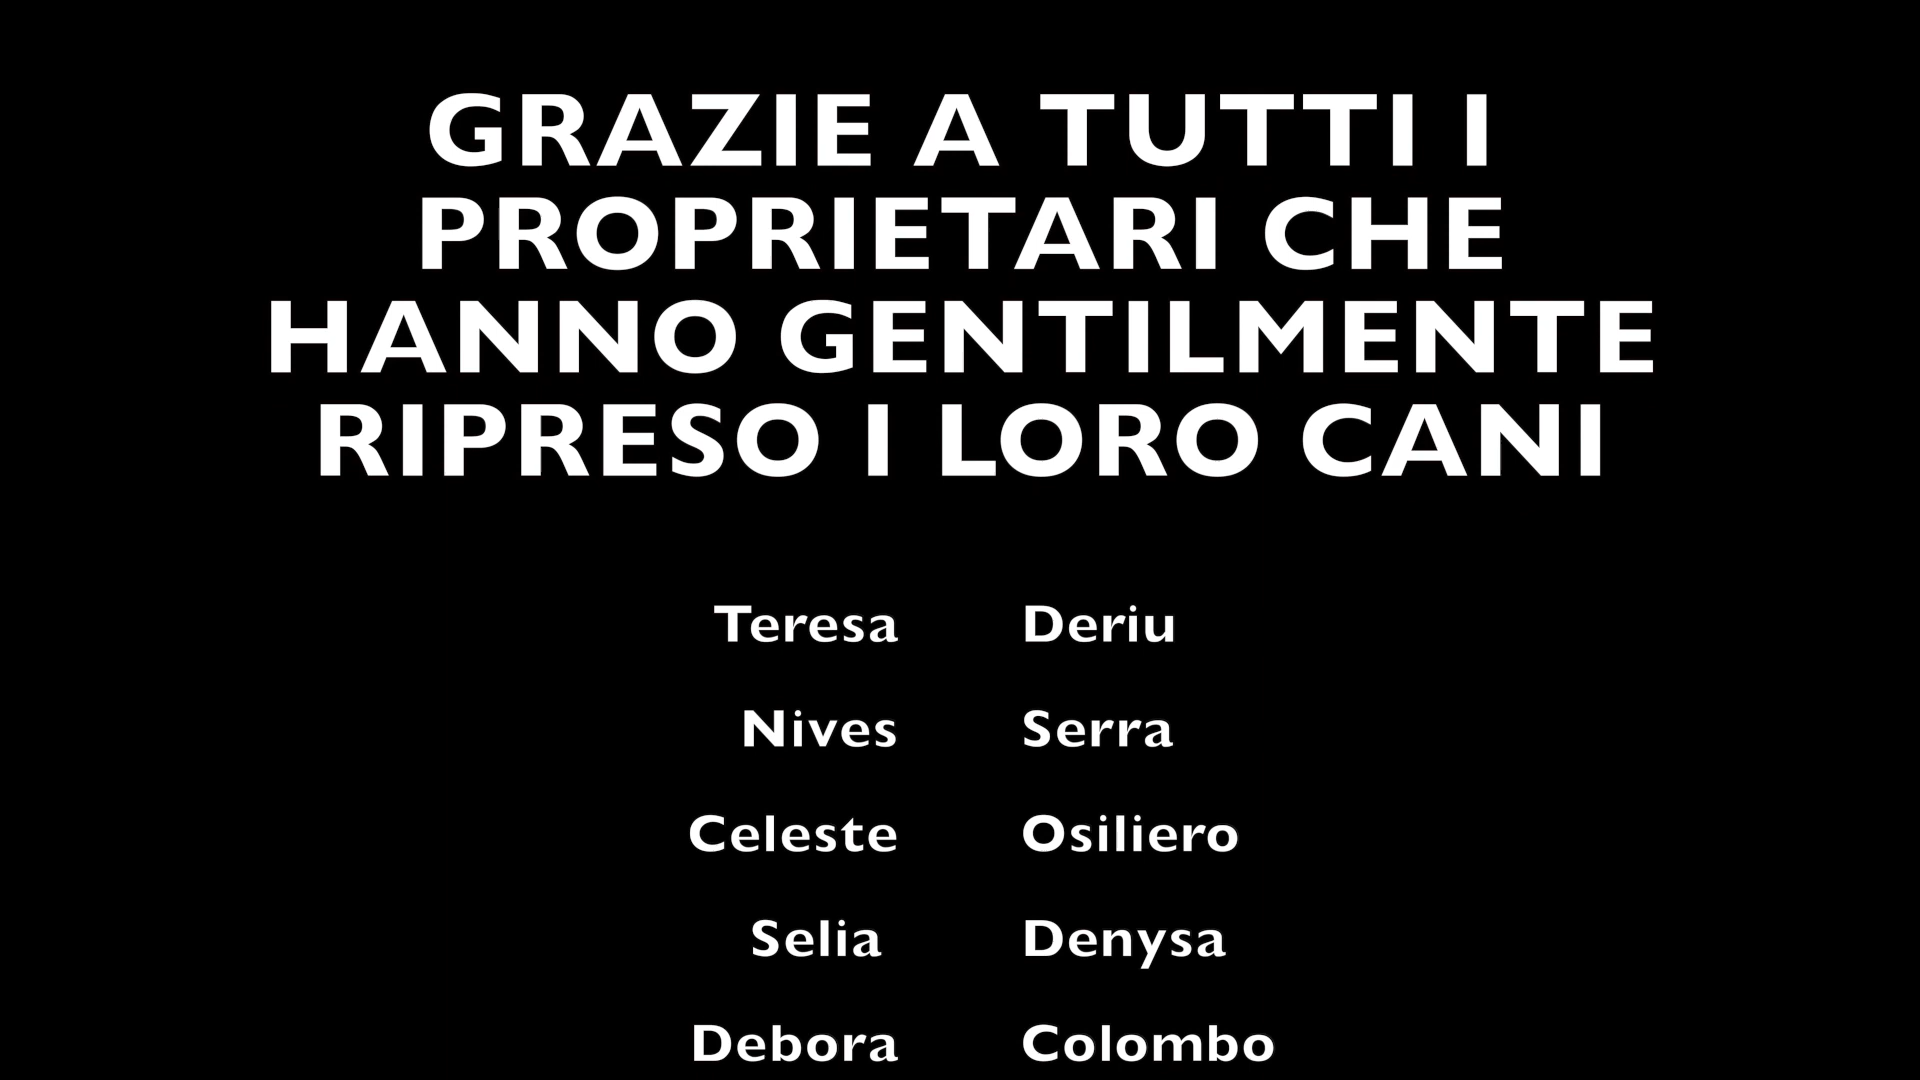 GRAZIE A TUTTI I
PROPRIETARI CHE
HANNO GENTILMENTE
RIPRESO I LORO CANI
Teresa Deriu
Nives Serra
Celeste Osiliero
Selia Denysa
Debora Colombo